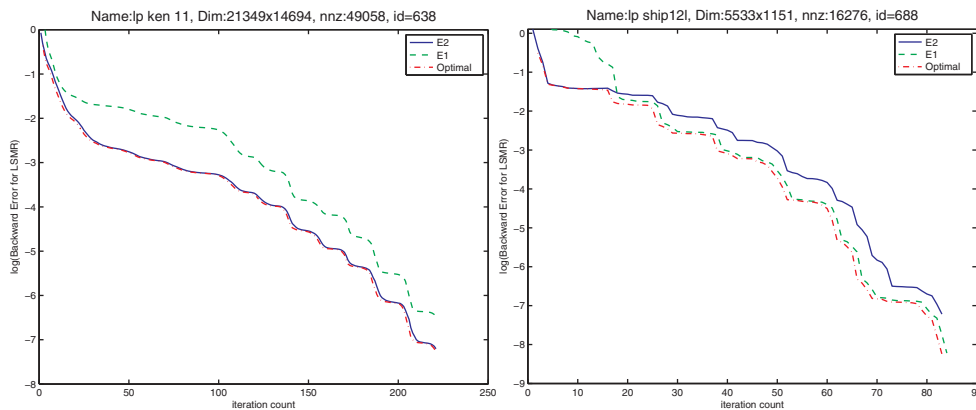 Name:lp ken 11, Dim:21349x14694, nnz:49058, id=638
0
−1
−2
−3
−4
−5
−6
−7
−8
log(Backward Error for LSMR)
E2
E1
Optimal
0 50 100 150 200 250
iteration count
Name:lp ship12l, Dim:5533x1151, nnz:16276, id=688
0
−1
−2
−3
−4
−5
−6
−7
−8
−9
log(Backward Error for LSMR)
E2
E1
Optimal
0 10 20 30 40 50 60 70 80 90
iteration count